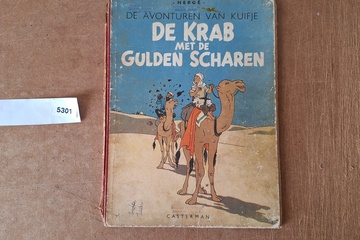 HERGÉ
DE AVONTUREN VAN KUIFJE
DE KRAB
MET DE
GULDEN SCHAREN
5301
CASTERMAN